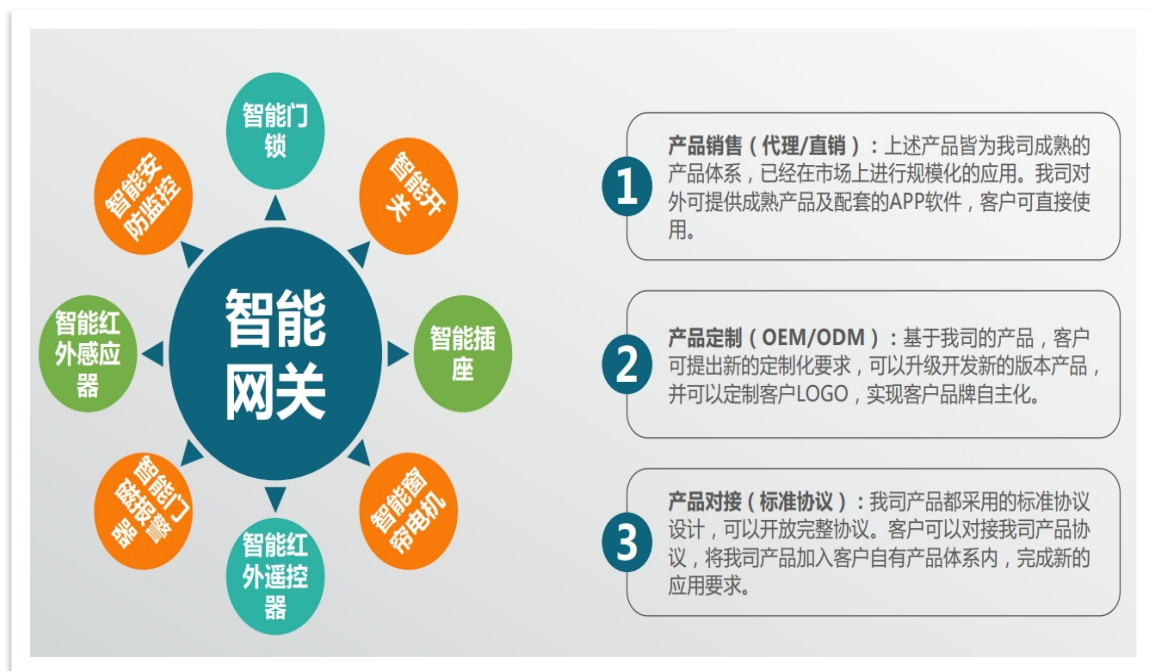 智能门
锁
智能开
关
智能插
座
智能窗
帘电机
智能红
外遥控
器
智能门
磁报警
器
智能红
外感应
器
智能安
防监控
智能
网关
1
产品销售（代理/直销）：上述产品皆为我司成熟的
产品体系，已经在市场上进行规模化的应用。我司对
外可提供成熟产品及配套的APP软件，客户可直接使
用。
2
产品定制（OEM/ODM）：基于我司的产品，客户
可提出新的定制化要求，可以升级开发新的版本产品，
并可以定制客户LOGO，实现客户品牌自主化。
3
产品对接（标准协议）：我司产品都采用的标准协议
设计，可以开放完整协议。客户可以对接我司产品协
议，将我司产品加入客户自有产品体系内，完成新的
应用要求。